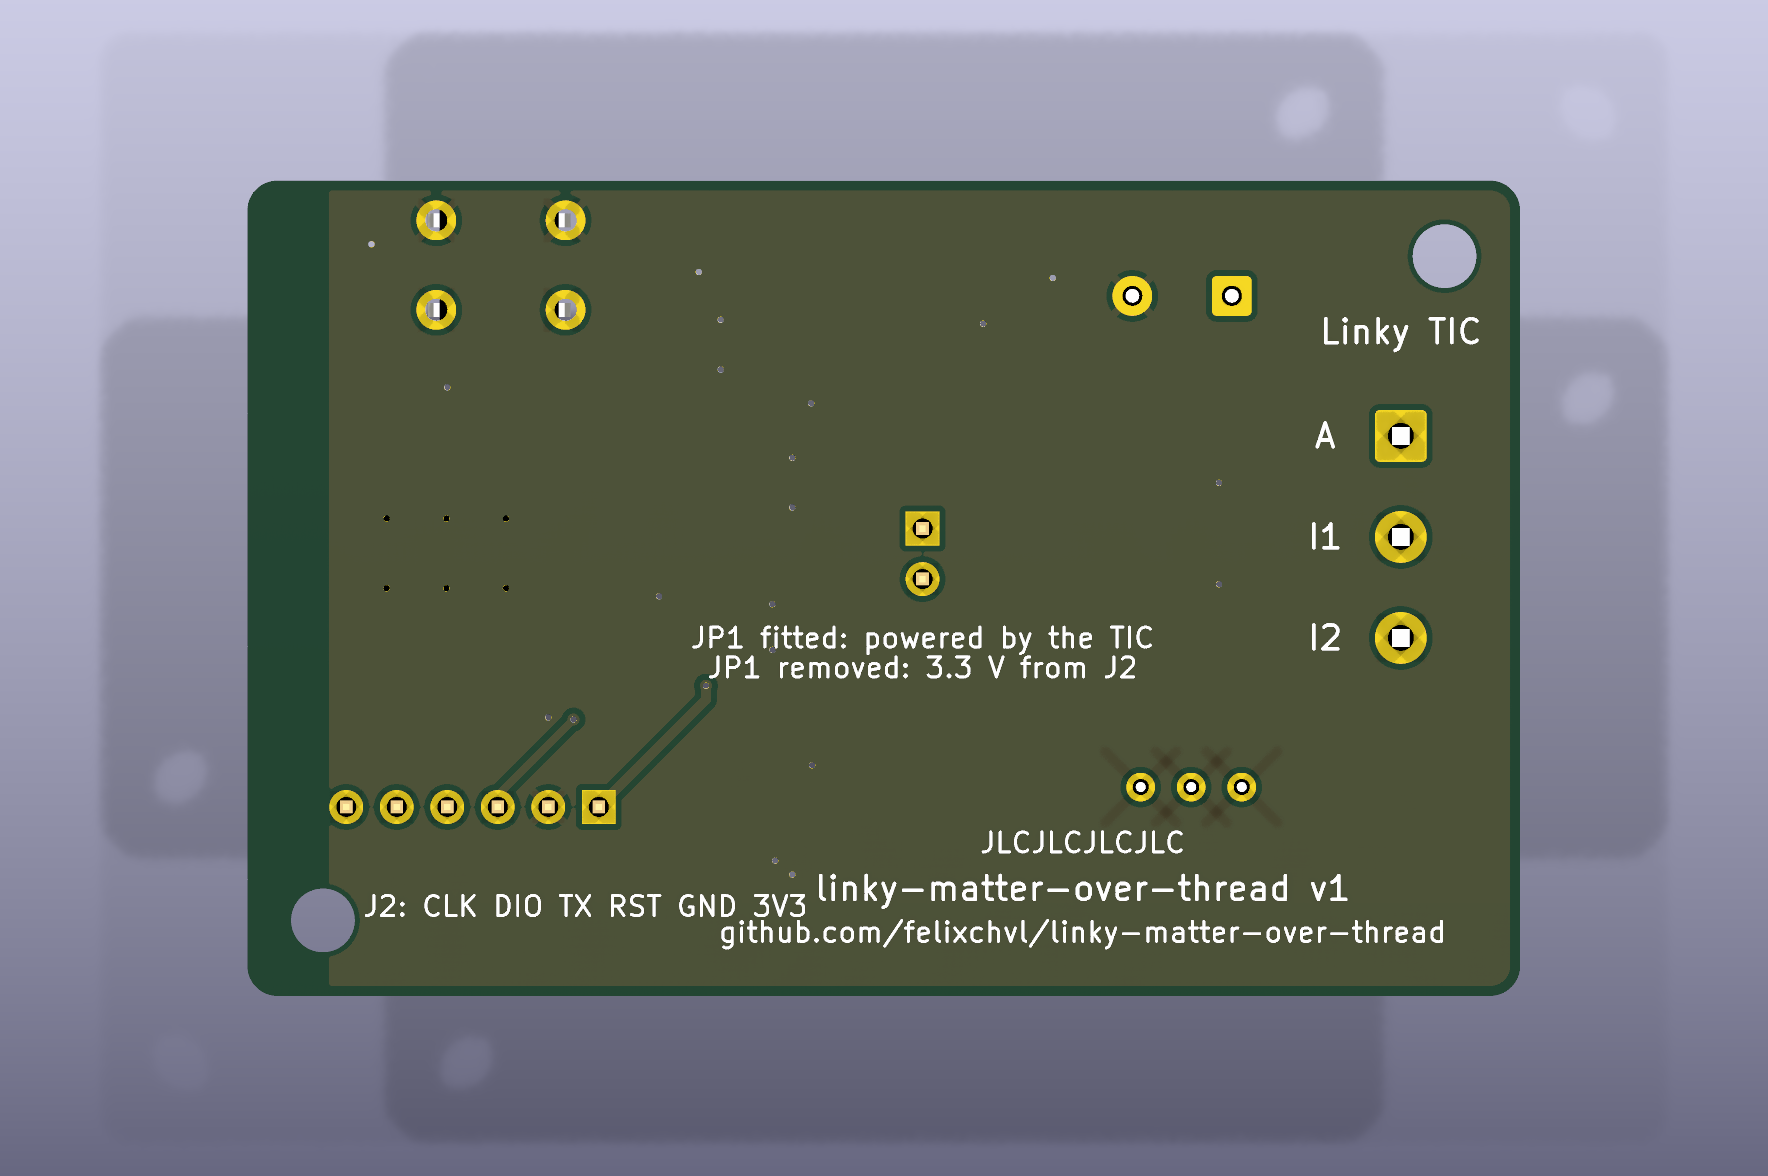 Linky TIC
A
I1
I2
JP1 fitted: powered by the TIC
JP1 removed: 3.3 V from J2
JLCJLCJLCJLC
linky-matter-over-thread v1
J2: CLK DIO TX RST GND 3V3
github.com/felixchvl/linky-matter-over-thread